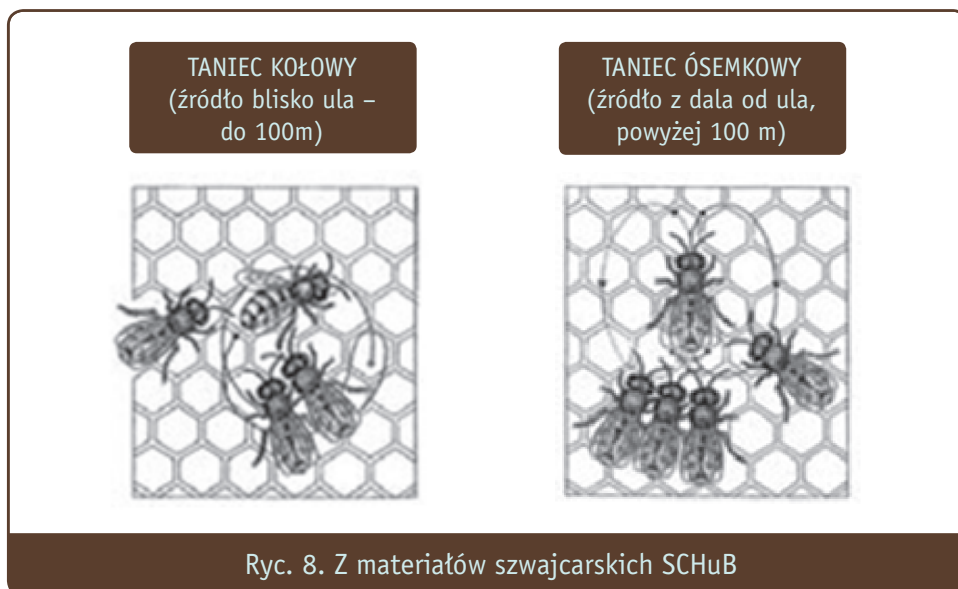 TANIEC KOŁOWY
(źródło blisko ula –
do 100m)
TANIEC ÓSEMKOWY
(źródło z dala od ula,
powyżej 100 m)
Ryc. 8. Z materiałów szwajcarskich SCHuB